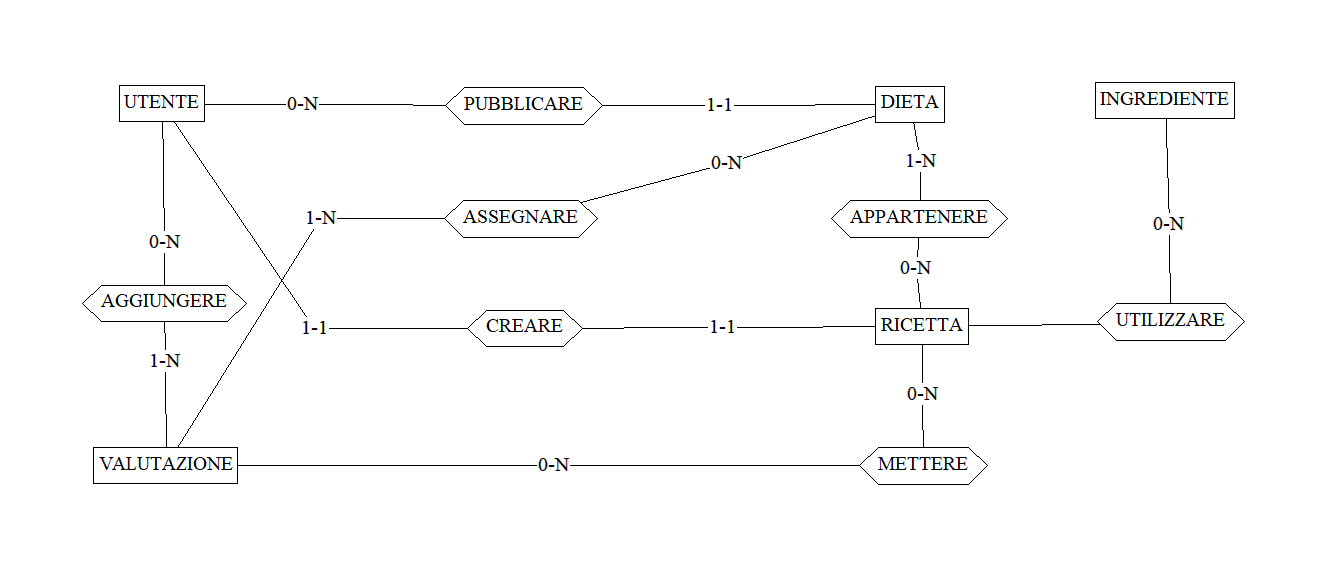 UTENTE 0-N PUBBLICARE 1-1 DIETA INGREDIENTE
0-N 1-N
1-N ASSEGNARE APPARTENERE 0-N
0-N 0-N
AGGIUNGERE 1-1 CREARE 1-1 RICETTA UTILIZZARE
1-N 0-N
VALUTAZIONE 0-N METTERE